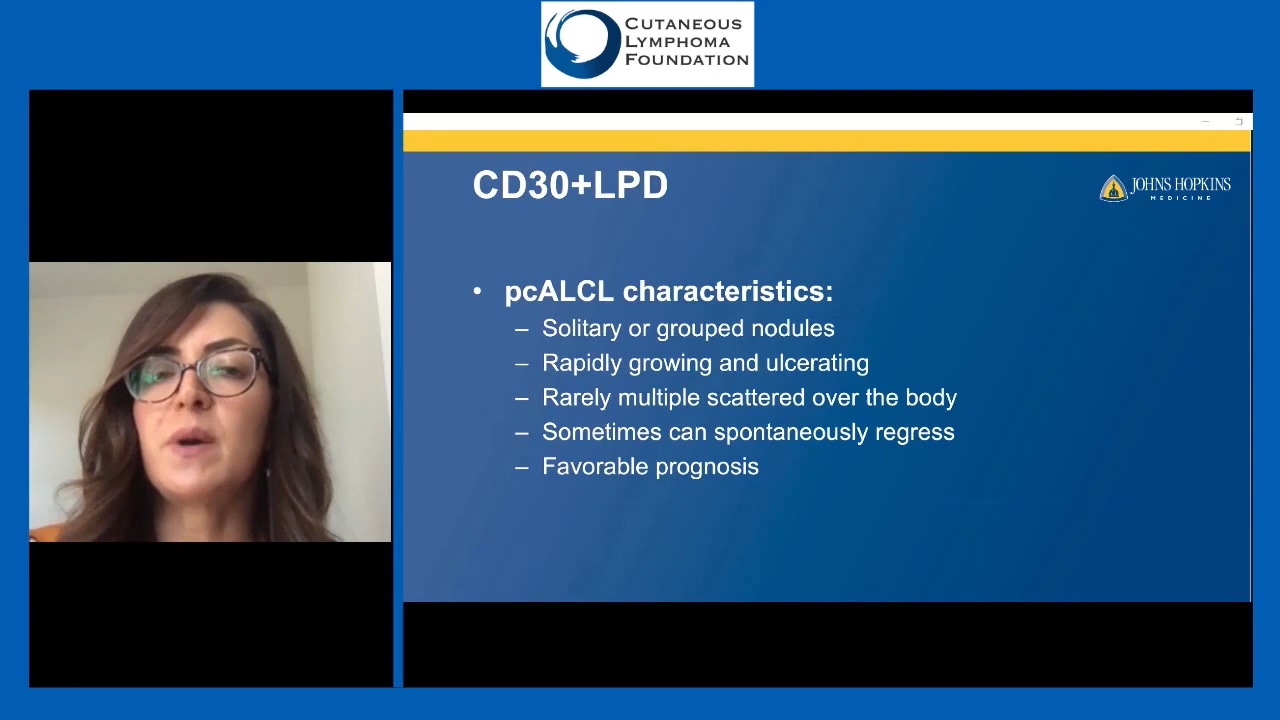 CUTANEOUS
LYMPHOMA
FOUNDATION
CD30+LPD
JOHNS HOPKINS
MEDICINE
• pcALCL characteristics:
– Solitary or grouped nodules
– Rapidly growing and ulcerating
– Rarely multiple scattered over the body
– Sometimes can spontaneously regress
– Favorable prognosis